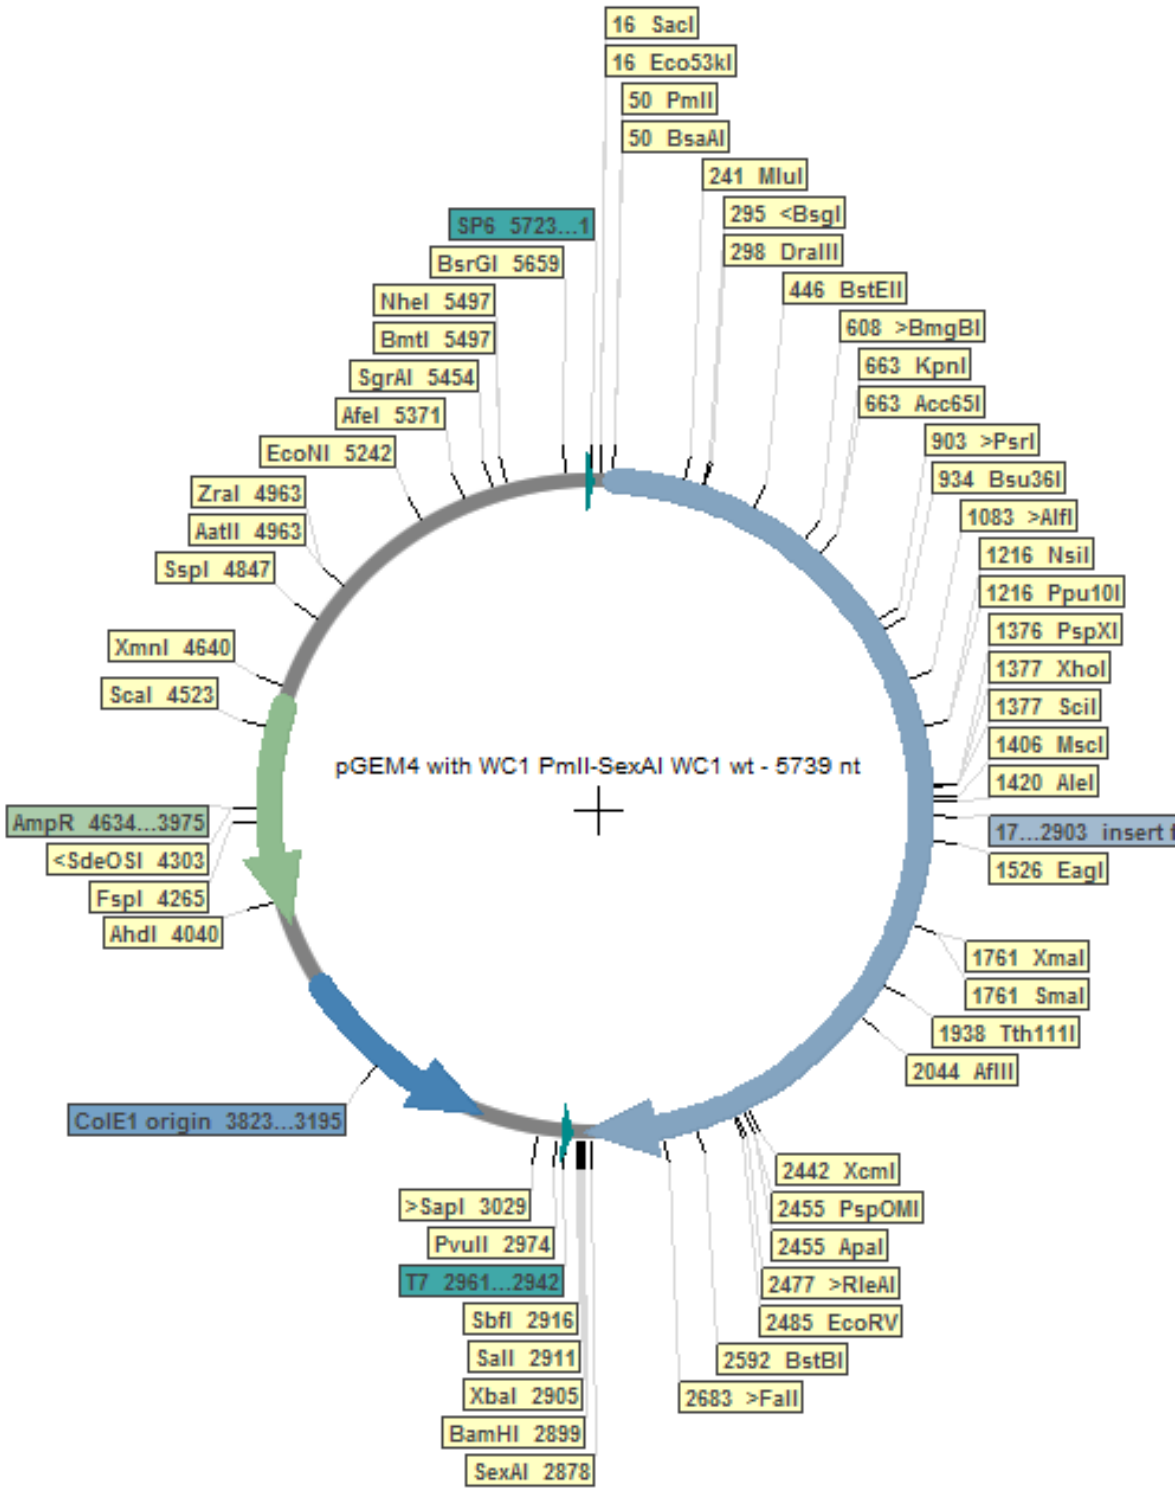 16 SacI
16 Eco53kI
50 PmlI
50 BsaAI
241 MluI
295 <BsgI
298 DraIII
446 BstEII
608 >BmgBI
663 KpnI
663 Acc65I
903 >PsrI
934 Bsu36I
1083 >AlfI
1216 NsiI
1216 Ppu10I
1376 PspXI
1377 XhoI
1377 SciI
1406 MscI
1420 AleI
17...2903 insert f
1526 EagI
1761 XmaI
1761 SmaI
1938 Tth111I
2044 AflII
2442 XcmI
2455 PspOMI
2455 ApaI
2477 >RleAI
2485 EcoRV
2592 BstBI
2683 >FalI
SP6 5723...1
BsrGI 5659
NheI 5497
BmtI 5497
SgrAI 5454
AfeI 5371
EcoNI 5242
ZraI 4963
AatII 4963
SspI 4847
XmnI 4640
ScaI 4523
pGEM4 with WC1 PmlI-SexAI WC1 wt - 5739 nt
AmpR 4634...3975
<SdeOSI 4303
FspI 4265
AhdI 4040
ColE1 origin 3823...3195
>SapI 3029
PvuII 2974
T7 2961...2942
SbfI 2916
SalI 2911
XbaI 2905
BamHI 2899
SexAI 2878